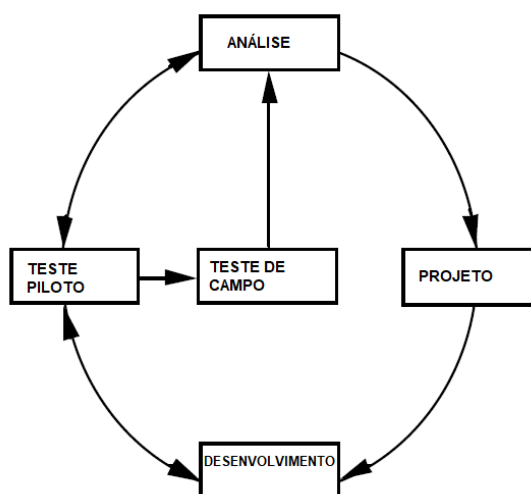 ANÁLISE
TESTE
PILOTO
TESTE DE
CAMPO
PROJETO
DESENVOLVIMENTO